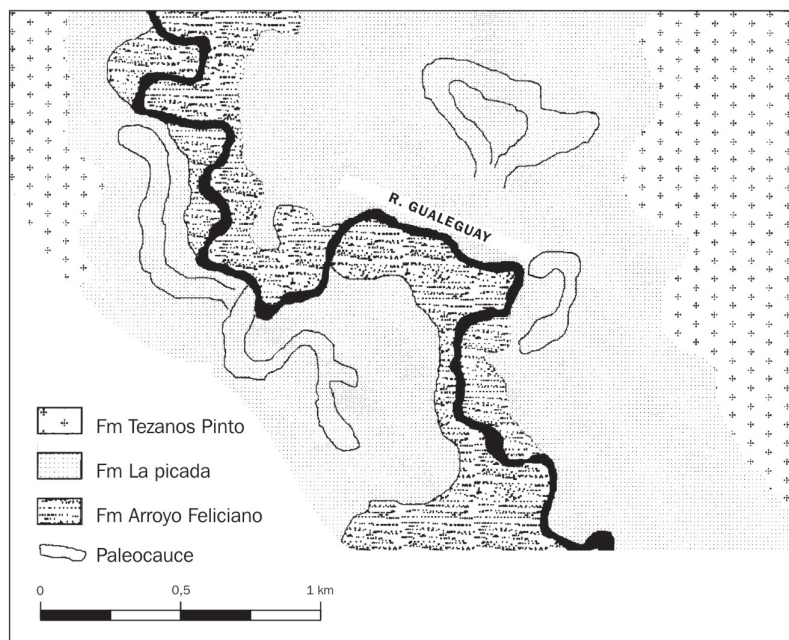 R. GUALEGUAY
Fm Tezanos Pinto
Fm La picada
Fm Arroyo Feliciano
Paleocauce
0 0,5 1 km